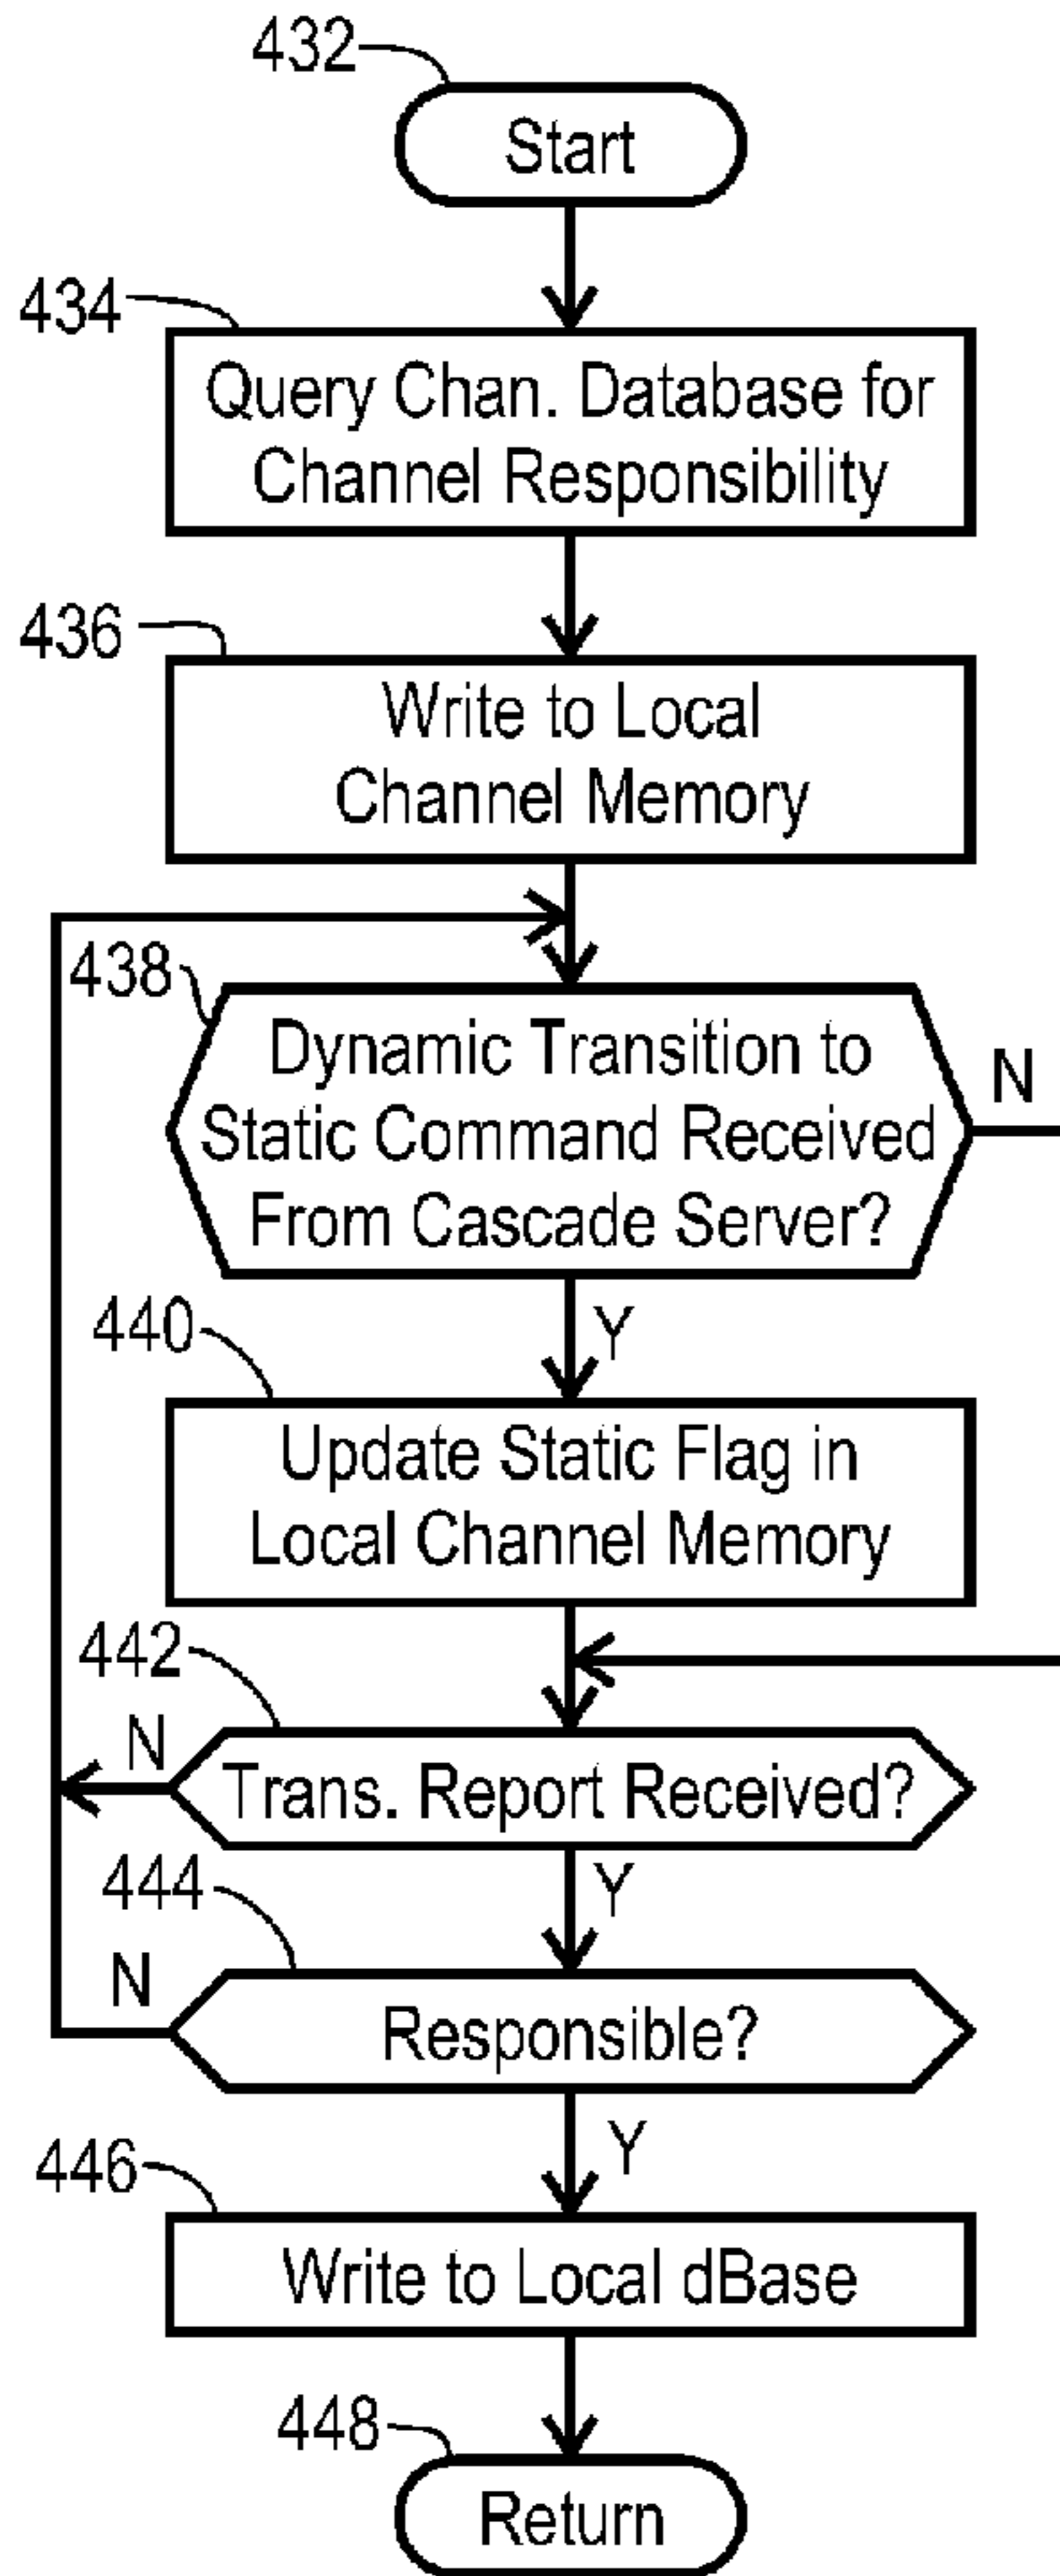 432
Start
434
Query Chan. Database for
Channel Responsibility
436
Write to Local
Channel Memory
438
Dynamic Transition to
Static Command Received
From Cascade Server?
N
Y
440
Update Static Flag in
Local Channel Memory
442
N
Trans. Report Received?
Y
444
N
Responsible?
Y
446
Write to Local dBase
448
Return